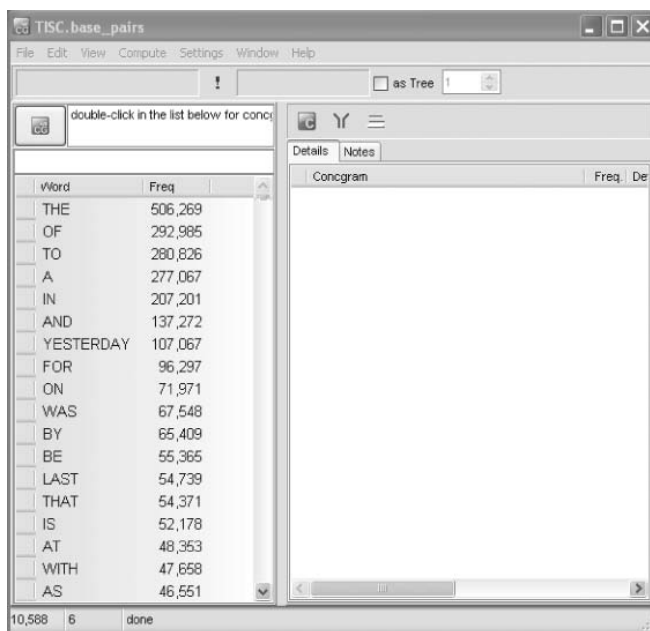 TISC.base_pairs
File Edit View Compute Settings Window Help
! as Tree 1
double-click in the list below for concg
Details Notes
Word Freq
Concgram Freq. De
THE 506,269
OF 292,985
TO 280,826
A 277,067
IN 207,201
AND 137,272
YESTERDAY 107,067
FOR 96,297
ON 71,971
WAS 67,548
BY 65,409
BE 55,365
LAST 54,739
THAT 54,371
IS 52,178
AT 48,353
WITH 47,658
AS 46,551
10,588 6 done